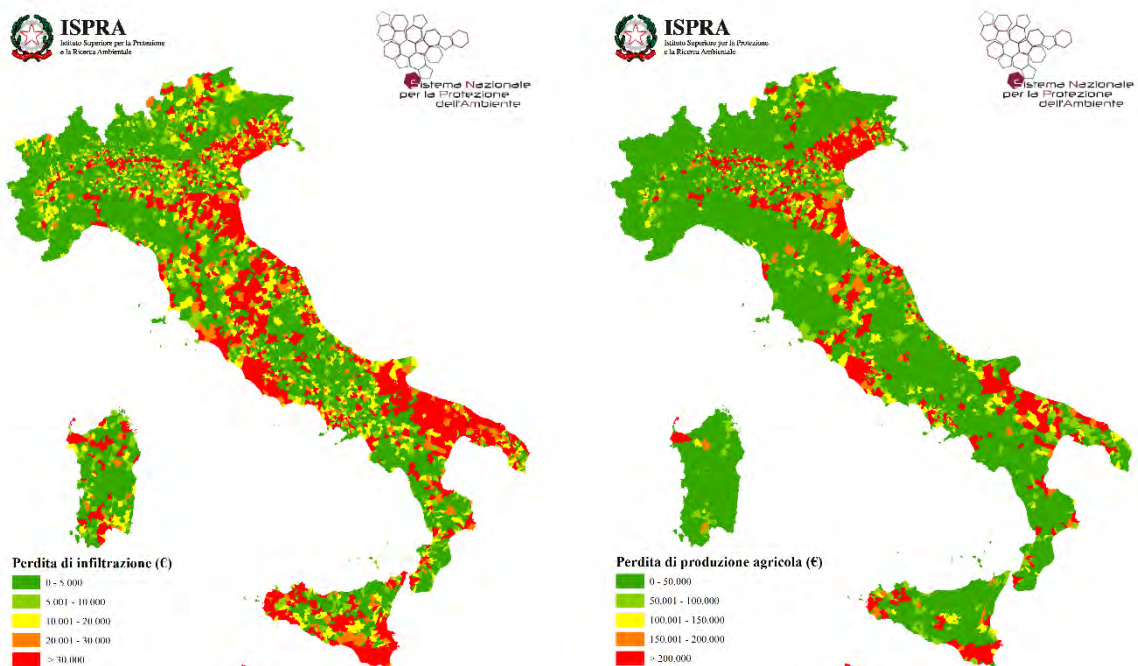 ISPRA
Istituto Superiore per la Protezione
e la Ricerca Ambientale
Sistema Nazionale
per la Protezione
dell'Ambiente
Perdita di infiltrazione (€)
0 - 5.000
5.001 - 10.000
10.001 - 20.000
20.001 - 30.000
> 30.000
ISPRA
Istituto Superiore per la Protezione
e la Ricerca Ambientale
Sistema Nazionale
per la Protezione
dell'Ambiente
Perdita di produzione agricola (€)
0 - 50.000
50.001 - 100.000
100.001 - 150.000
150.001 - 200.000
> 200.000